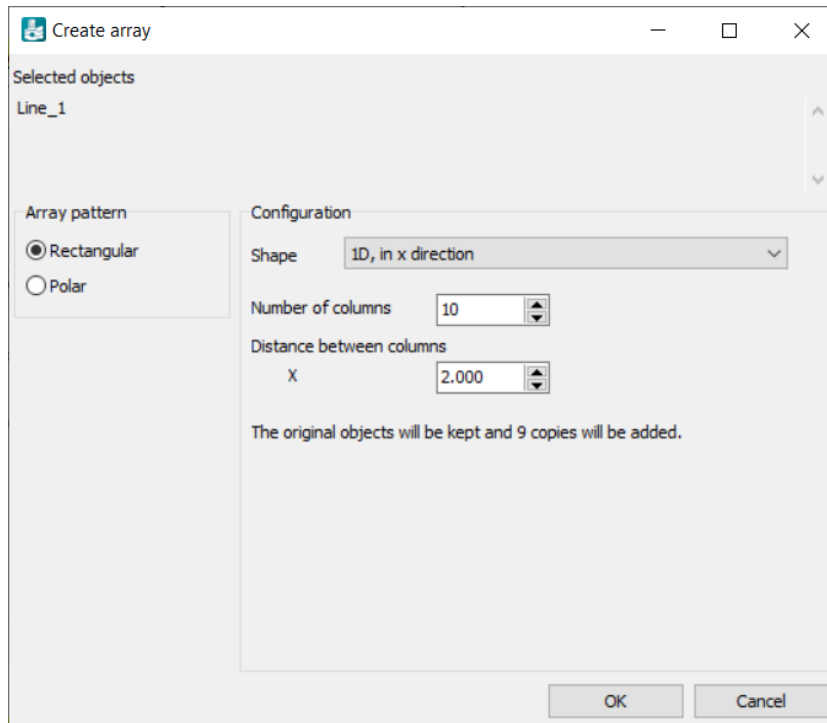 Create array
Selected objects
Line_1
Array pattern
Rectangular
Polar
Configuration
Shape 1D, in x direction
Number of columns 10
Distance between columns
X 2.000
The original objects will be kept and 9 copies will be added.
OK Cancel